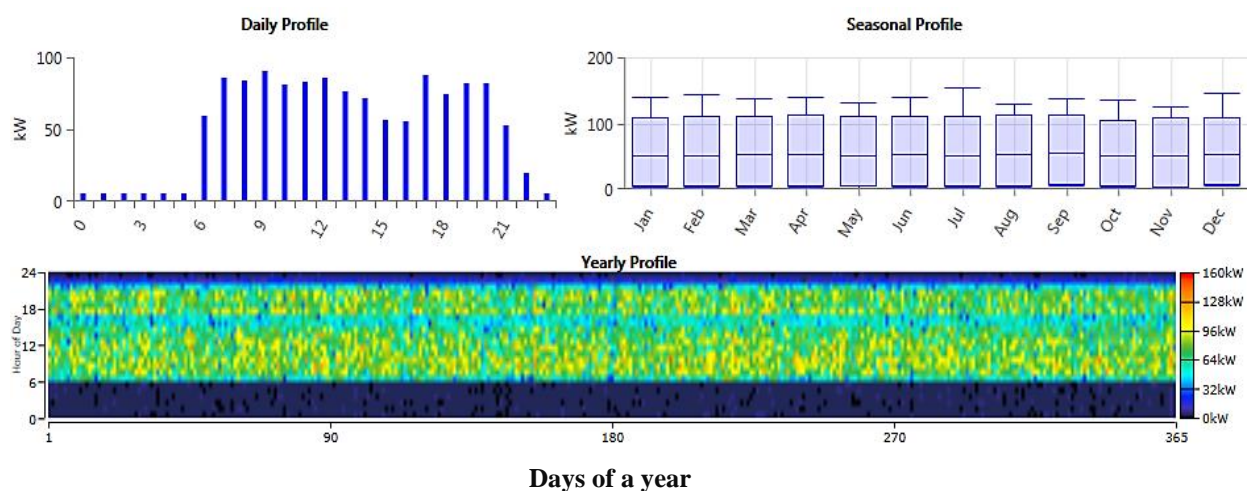 Daily Profile
100
50
0
kW
0
3
6
9
12
15
18
21
Seasonal Profile
200
100
0
kW
Jan
Feb
Mar
Apr
May
Jun
Jul
Aug
Sep
Oct
Nov
Dec
Yearly Profile
24
18
12
6
0
Hour of Day
1
90
180
270
365
160kW
128kW
96kW
64kW
32kW
0kW
Days of a year